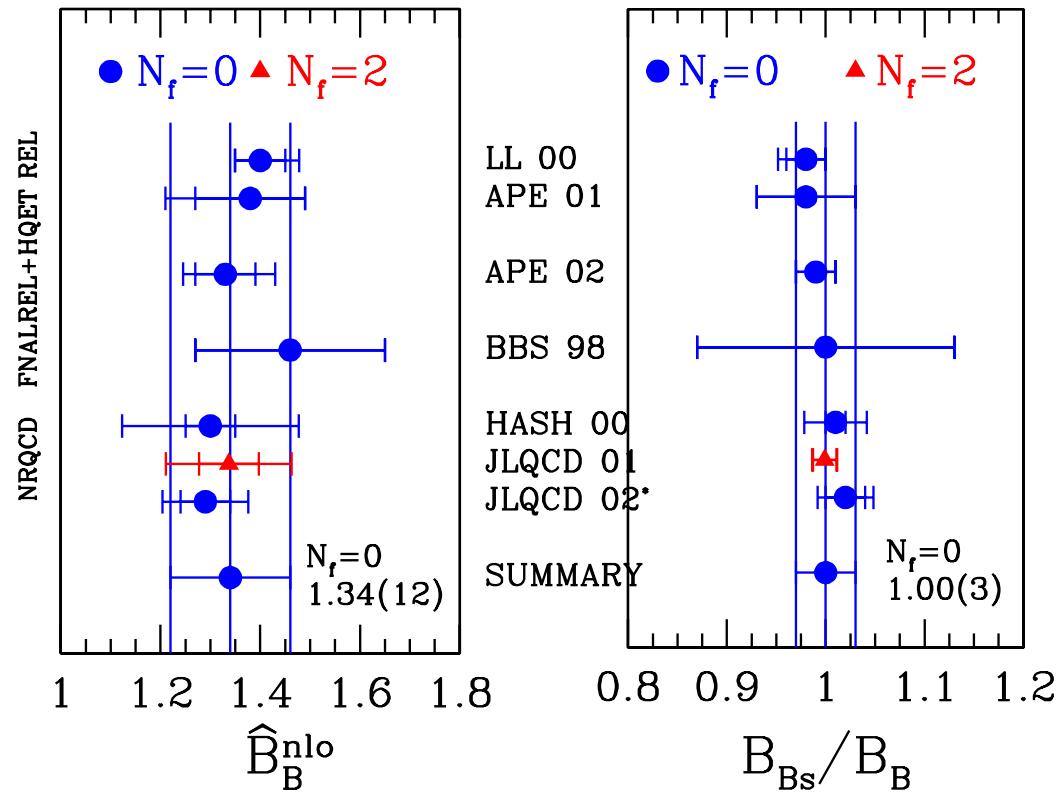 N_f=0 N_f=2
N_f=0 N_f=2
NRQCD FNALREL+HQET REL
LL 00
APE 01
APE 02
BBS 98
HASH 00
JLQCD 01
JLQCD 02*
SUMMARY
N_f=0
1.34(12)
N_f=0
1.00(3)
1 1.2 1.4 1.6 1.8
0.8 0.9 1 1.1 1.2
B̂_B^nlo
B_Bs/B_B